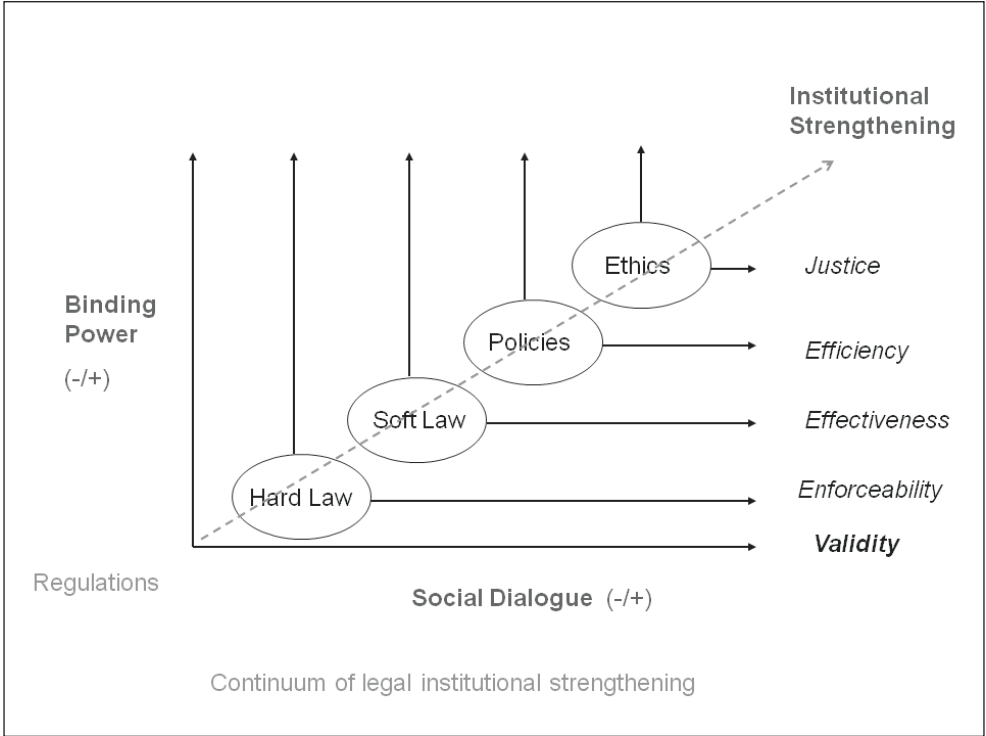 Institutional
Strengthening
Ethics
Justice
Binding
Power
(-/+)
Policies
Efficiency
Soft Law
Effectiveness
Hard Law
Enforceability
Validity
Regulations
Social Dialogue (-/+)
Continuum of legal institutional strengthening